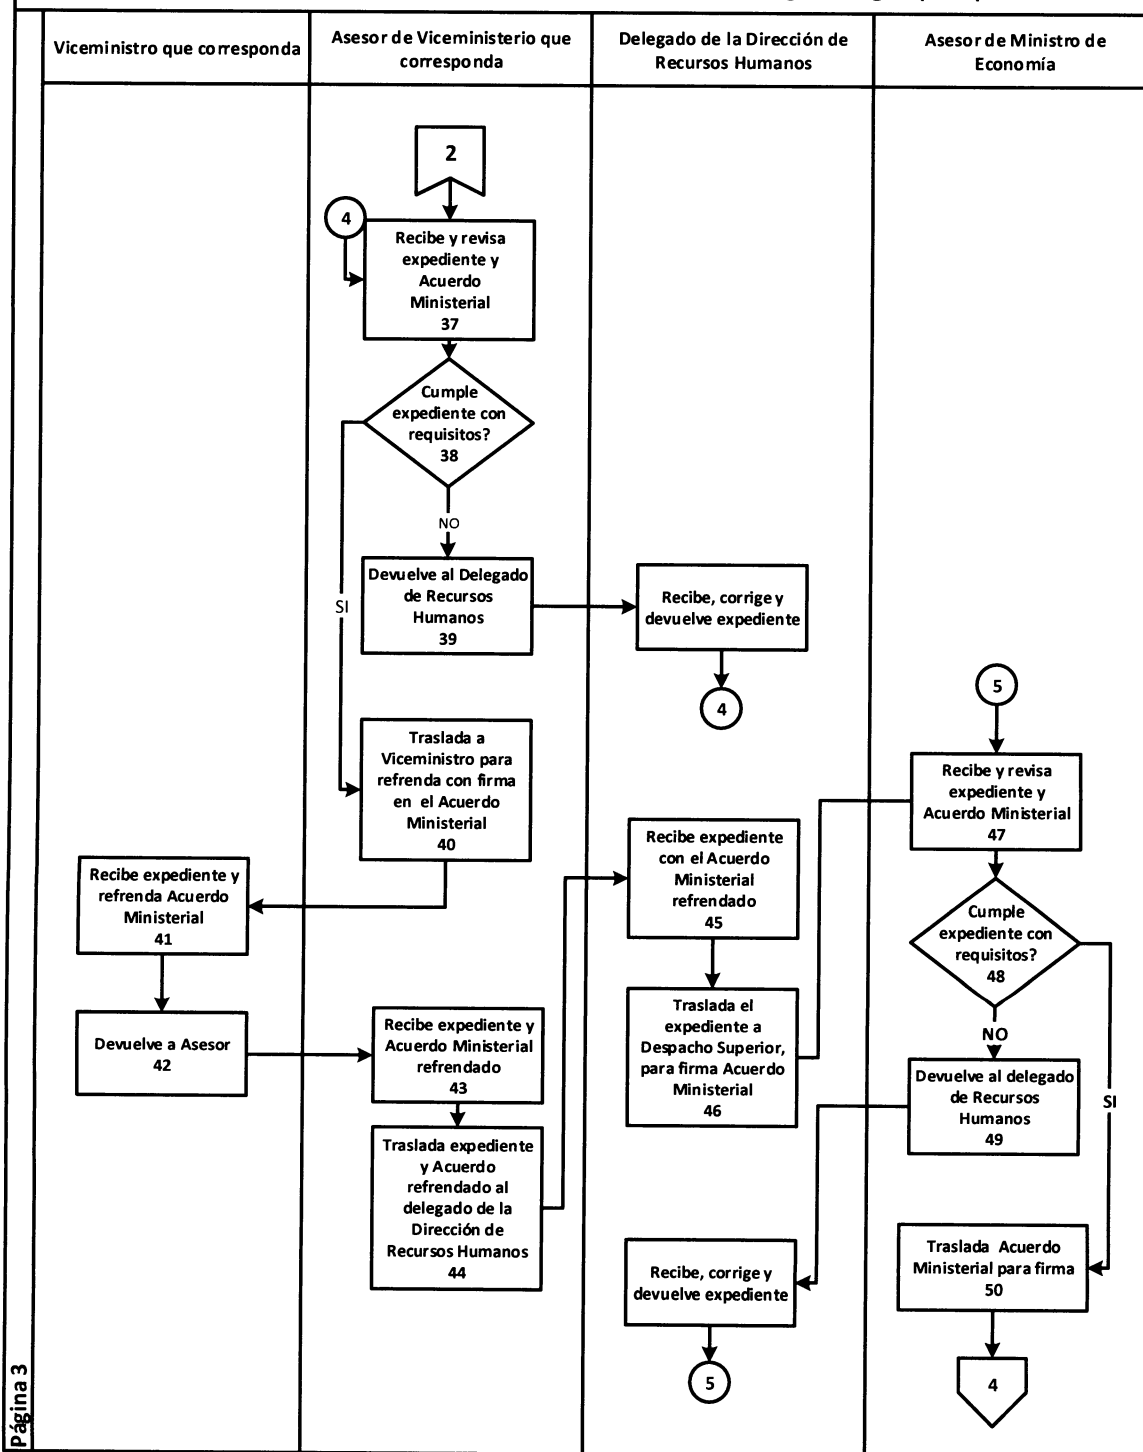 Viceministro que corresponda
Asesor de Viceministerio que
corresponda
Delegado de la Dirección de
Recursos Humanos
Asesor de Ministro de
Economía
2
4
Recibe y revisa
expediente y
Acuerdo
Ministerial
37
Cumple
expediente con
requisitos?
38
NO
SI
Devuelve al Delegado
de Recursos
Humanos
39
Recibe, corrige y
devuelve expediente
4
5
Traslada a
Viceministro para
refrenda con firma
en el Acuerdo
Ministerial
40
Recibe y revisa
expediente y
Acuerdo Ministerial
47
Recibe expediente
con el Acuerdo
Ministerial
refrendado
45
Recibe expediente y
refrenda Acuerdo
Ministerial
41
Cumple
expediente con
requisitos?
48
NO
SI
Devuelve a Asesor
42
Recibe expediente y
Acuerdo Ministerial
refrendado
43
Traslada el
expediente a
Despacho Superior,
para firma Acuerdo
Ministerial
46
Devuelve al delegado
de Recursos
Humanos
49
Traslada expediente
y Acuerdo
refrendado al
delegado de la
Dirección de
Recursos Humanos
44
Recibe, corrige y
devuelve expediente
5
Traslada Acuerdo
Ministerial para firma
50
4
Página 3